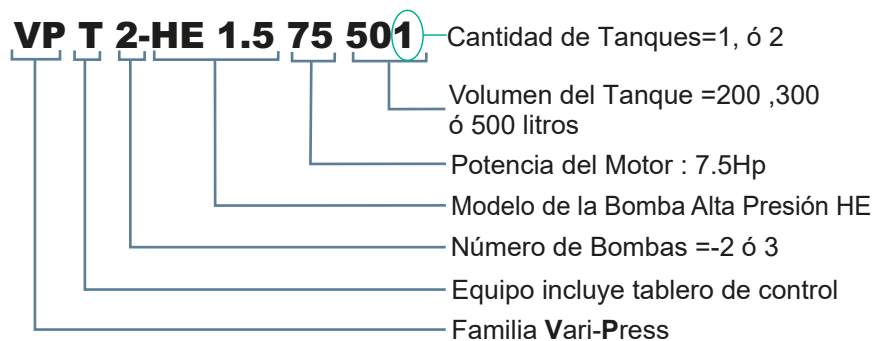 VP T 2-HE 1.5 75 501
Cantidad de Tanques=1, ó 2
Volumen del Tanque =200 ,300
ó 500 litros
Potencia del Motor : 7.5Hp
Modelo de la Bomba Alta Presión HE
Número de Bombas =-2 ó 3
Equipo incluye tablero de control
Familia Vari-Press